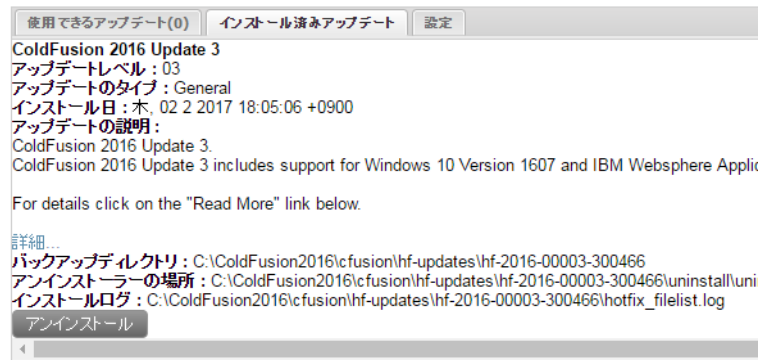 使用できるアップデート(0) インストール済みアップデート 設定
ColdFusion 2016 Update 3
アップデートレベル：03
アップデートのタイプ：General
インストール日：木, 02 2 2017 18:05:06 +0900
アップデートの説明：
ColdFusion 2016 Update 3.
ColdFusion 2016 Update 3 includes support for Windows 10 Version 1607 and IBM Websphere
For details click on the "Read More" link below.
詳細...
バックアップディレクトリ：C:\ColdFusion2016\cfusion\hf-updates\hf-2016-00003-300466
アンインストーラーの場所：C:\ColdFusion2016\cfusion\hf-updates\hf-2016-00003-300466\uninstall\
インストールログ：C:\ColdFusion2016\cfusion\hf-updates\hf-2016-00003-300466\hotfix_filelist.log
アンインストール